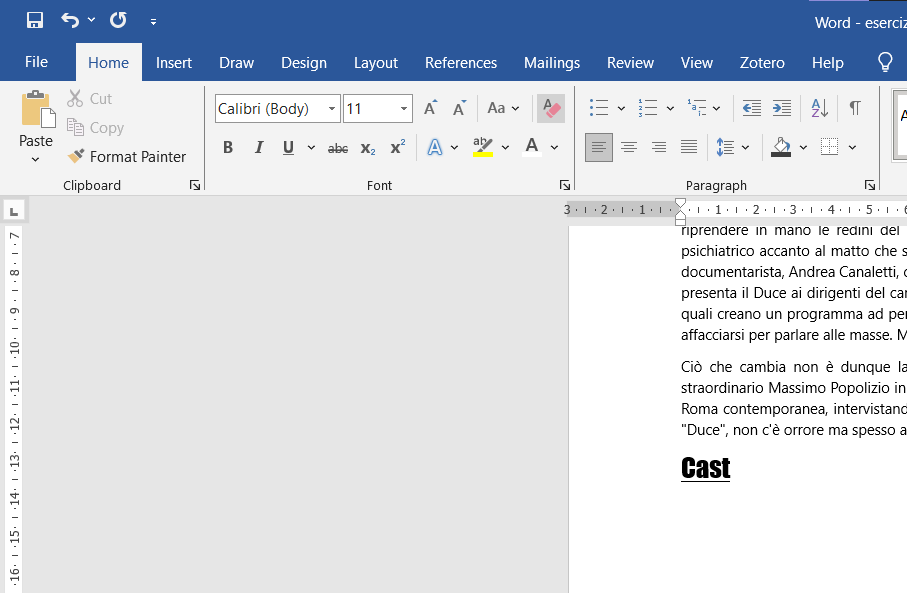 Word - eserciz
File Home Insert Draw Design Layout References Mailings Review View Zotero Help
Paste
Cut
Copy
Format Painter
Clipboard
Calibri (Body) 11
Aa
B I U abc x₂ x² A ab A
Font
Paragraph
3 2 1 1 2 3 4 5 6
7
8
9
10
11
12
13
14
15
16
riprendere in mano le redini del
psichiatrico accanto al matto che s
documentarista, Andrea Canaletti, c
presenta il Duce ai dirigenti del can
quali creano un programma ad per
affacciarsi per parlare alle masse. M
Ciò che cambia non è dunque la
straordinario Massimo Popolizio in
Roma contemporanea, intervistand
"Duce", non c'è orrore ma spesso a
Cast